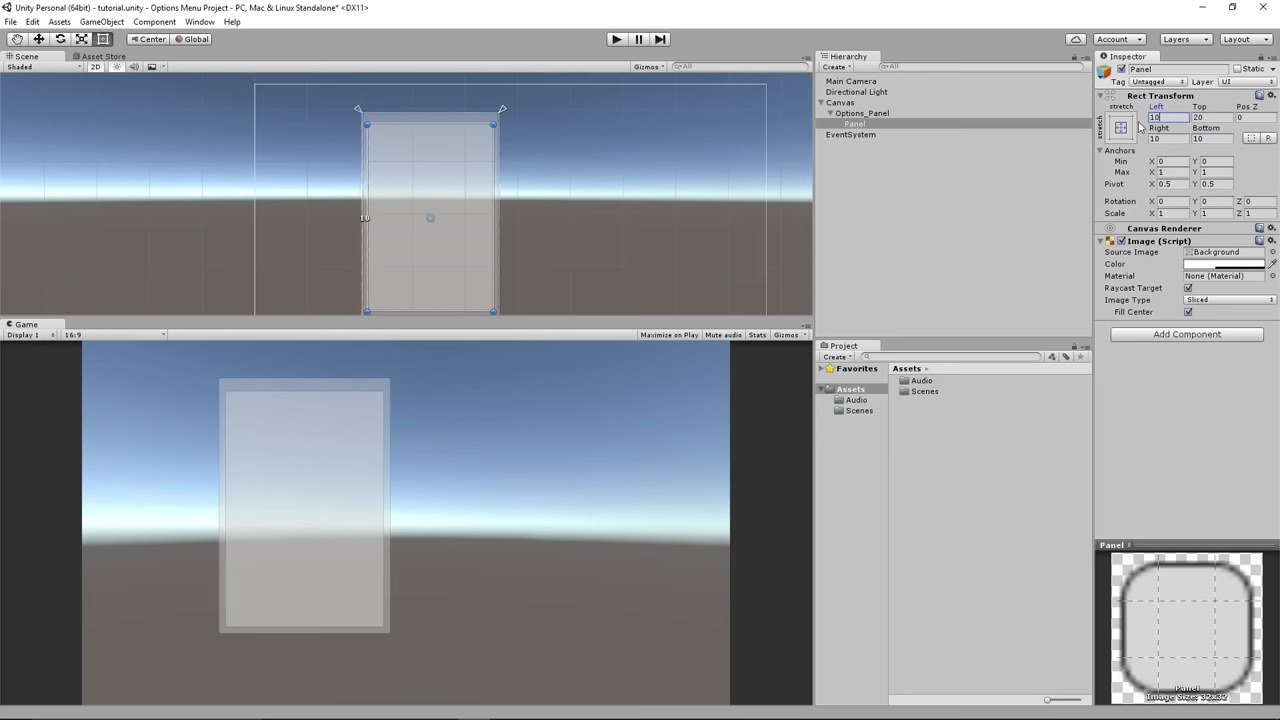 Unity Personal (64bit) - tutorial.unity - Options Menu Project - PC, Mac & Linux Standalone* <DX11>
File Edit Assets GameObject Component Window Help
Center Global Account Layers Layout
Scene Asset Store
Shaded 2D Gizmos All
10
Game
Display 1 16:9 Maximize on Play Mute audio Stats Gizmos
Hierarchy
Create All
Main Camera
Directional Light
Canvas
Options_Panel
Panel
EventSystem
Project
Create
Favorites
Assets
Audio
Scenes
Assets
Audio
Scenes
Inspector
Panel Static
Tag Untagged Layer UI
Rect Transform
stretch Left Top Pos Z
stretch 10 20 0
Right Bottom
10 10 R
Anchors
Min X 0 Y 0
Max X 1 Y 1
Pivot X 0.5 Y 0.5
Rotation X 0 Y 0 Z 0
Scale X 1 Y 1 Z 1
Canvas Renderer
Image (Script)
Source Image Background
Color
Material None (Material)
Raycast Target
Image Type Sliced
Fill Center
Add Component
Panel
Panel
Image Size: 32x32